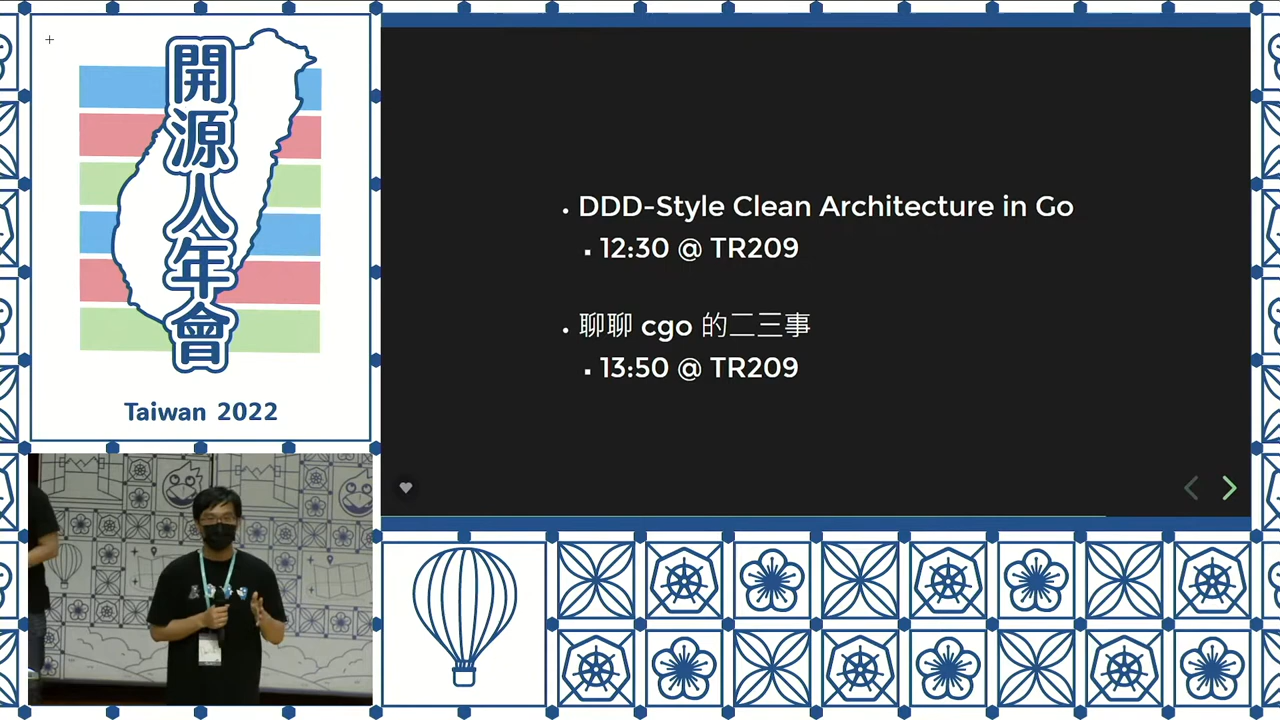 開源人年會
Taiwan 2022
• DDD-Style Clean Architecture in Go
▪ 12:30 @ TR209
• 聊聊 cgo 的二三事
▪ 13:50 @ TR209